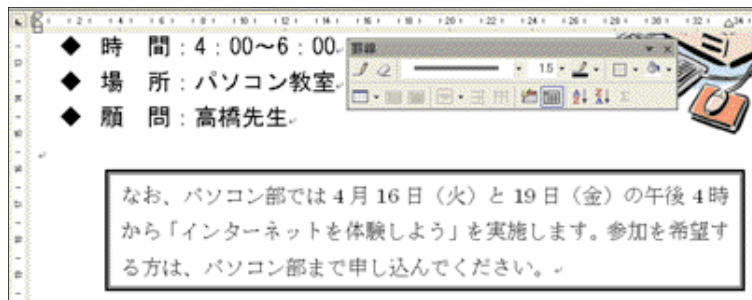 ◆ 時　間：4：00～6：00
◆ 場　所：パソコン教室
◆ 顧　問：高橋先生
罫線
1.5
なお、パソコン部では 4 月 16 日（火）と 19 日（金）の午後 4 時
から「インターネットを体験しよう」を実施します。参加を希望す
る方は、パソコン部まで申し込んでください。